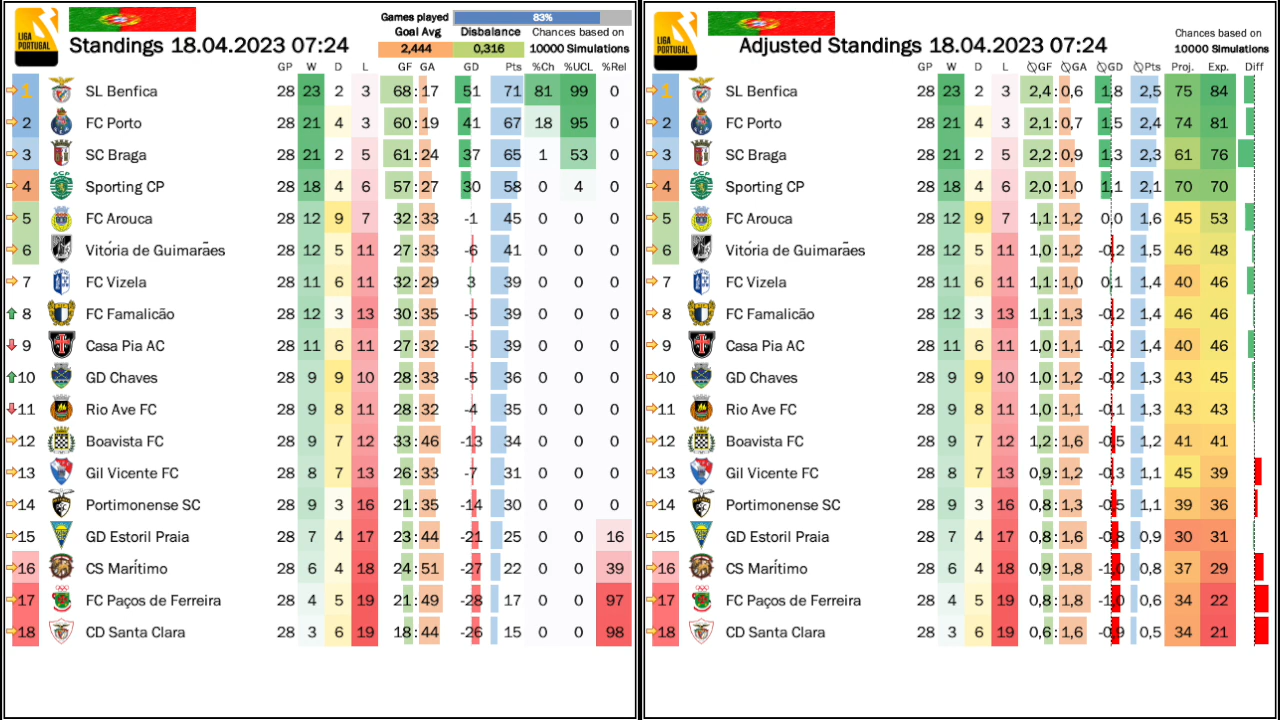 Games played 83%
Goal Avg Disbalance Chances based on
LIGA PORTUGAL Standings 18.04.2023 07:24 2,444 0,316 10000 Simulations
GP W D L GF GA GD Pts %Ch %UCL %Rel
1 SL Benfica 28 23 2 3 68:17 51 71 81 99 0
2 FC Porto 28 21 4 3 60:19 41 67 18 95 0
3 SC Braga 28 21 2 5 61:24 37 65 1 53 0
4 Sporting CP 28 18 4 6 57:27 30 58 0 4 0
5 FC Arouca 28 12 9 7 32:33 -1 45 0 0 0
6 Vitória de Guimarães 28 12 5 11 27:33 -6 41 0 0 0
7 FC Vizela 28 11 6 11 32:29 3 39 0 0 0
8 FC Famalicão 28 12 3 13 30:35 -5 39 0 0 0
9 Casa Pia AC 28 11 6 11 27:32 -5 39 0 0 0
10 GD Chaves 28 9 9 10 28:33 -5 36 0 0 0
11 Rio Ave FC 28 9 8 11 28:32 -4 35 0 0 0
12 Boavista FC 28 9 7 12 33:46 -13 34 0 0 0
13 Gil Vicente FC 28 8 7 13 26:33 -7 31 0 0 0
14 Portimonense SC 28 9 3 16 21:35 -14 30 0 0 0
15 GD Estoril Praia 28 7 4 17 23:44 -21 25 0 0 16
16 CS Marítimo 28 6 4 18 24:51 -27 22 0 0 39
17 FC Paços de Ferreira 28 4 5 19 21:49 -28 17 0 0 97
18 CD Santa Clara 28 3 6 19 18:44 -26 15 0 0 98
Chances based on
LIGA PORTUGAL Adjusted Standings 18.04.2023 07:24 10000 Simulations
GP W D L ∅GF ∅GA ∅GD ∅Pts Proj. Exp. Diff
1 SL Benfica 28 23 2 3 2,4:0,6 1,8 2,5 75 84
2 FC Porto 28 21 4 3 2,1:0,7 1,5 2,4 74 81
3 SC Braga 28 21 2 5 2,2:0,9 1,3 2,3 61 76
4 Sporting CP 28 18 4 6 2,0:1,0 1,1 2,1 70 70
5 FC Arouca 28 12 9 7 1,1:1,2 0,0 1,6 45 53
6 Vitória de Guimarães 28 12 5 11 1,0:1,2 -0,2 1,5 46 48
7 FC Vizela 28 11 6 11 1,1:1,0 0,1 1,4 40 46
8 FC Famalicão 28 12 3 13 1,1:1,3 -0,2 1,4 46 46
9 Casa Pia AC 28 11 6 11 1,0:1,1 -0,2 1,4 40 46
10 GD Chaves 28 9 9 10 1,0:1,2 -0,2 1,3 43 45
11 Rio Ave FC 28 9 8 11 1,0:1,1 -0,1 1,3 43 43
12 Boavista FC 28 9 7 12 1,2:1,6 -0,5 1,2 41 41
13 Gil Vicente FC 28 8 7 13 0,9:1,2 -0,3 1,1 45 39
14 Portimonense SC 28 9 3 16 0,8:1,3 -0,5 1,1 39 36
15 GD Estoril Praia 28 7 4 17 0,8:1,6 -0,8 0,9 30 31
16 CS Marítimo 28 6 4 18 0,9:1,8 -1,0 0,8 37 29
17 FC Paços de Ferreira 28 4 5 19 0,8:1,8 -1,0 0,6 34 22
18 CD Santa Clara 28 3 6 19 0,6:1,6 -0,9 0,5 34 21